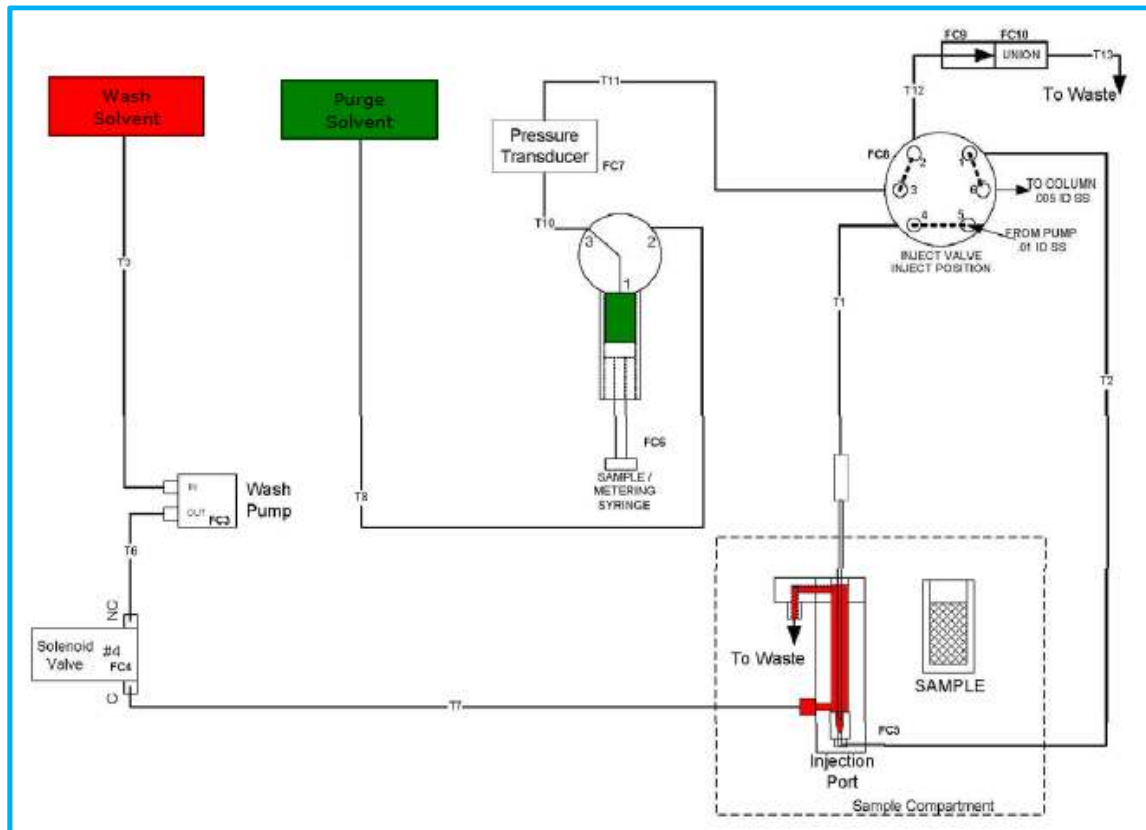 Wash
Solvent
Purge
Solvent
FC9
FC10
UNION
T13
To Waste
T12
T11
Pressure
Transducer
FC7
T10
3
2
1
FC8
2
1
3
6
4
5
TO COLUMN
.005 ID SS
FROM PUMP
.01 ID SS
INJECT VALVE
INJECT POSITION
T3
T1
T2
T8
SAMPLE /
METERING
SYRINGE
IN
OUT
FC3
Wash
Pump
T6
NC
Solenoid
Valve
#4
FC4
C
T7
To Waste
SAMPLE
Injection
Port
Sample Compartment